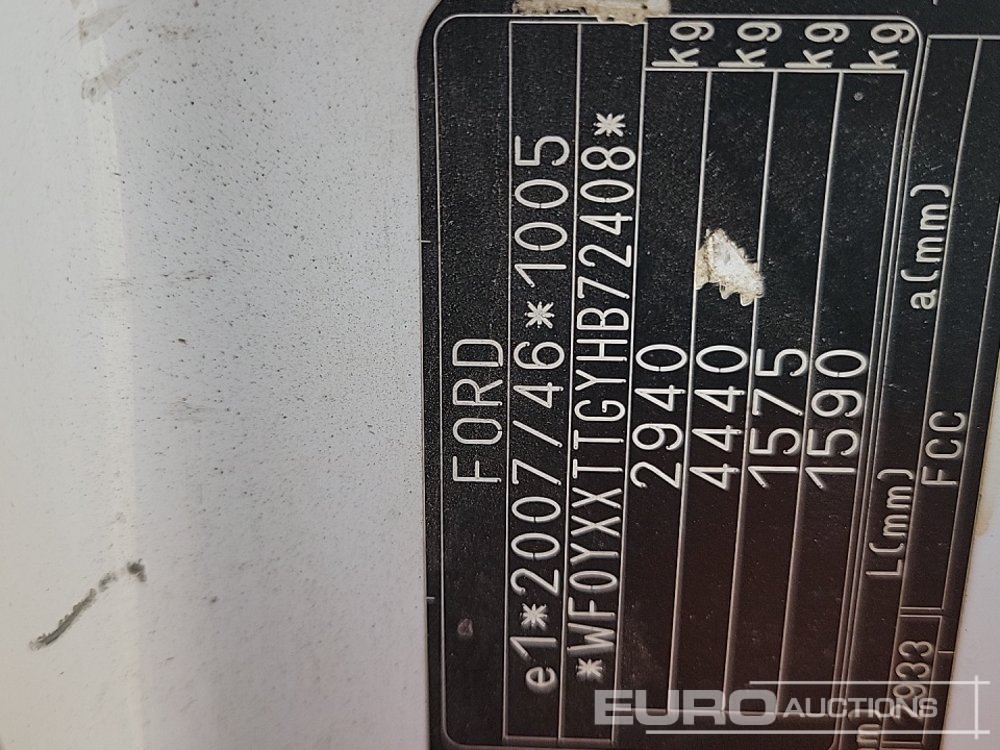 FORD
e1*2007/46*1005
*WF0YXXTTGYHB72408*
2940 kg
4440 kg
1575 kg
1590 kg
L(mm) a(mm)
2933 FCC
EURO AUCTIONS